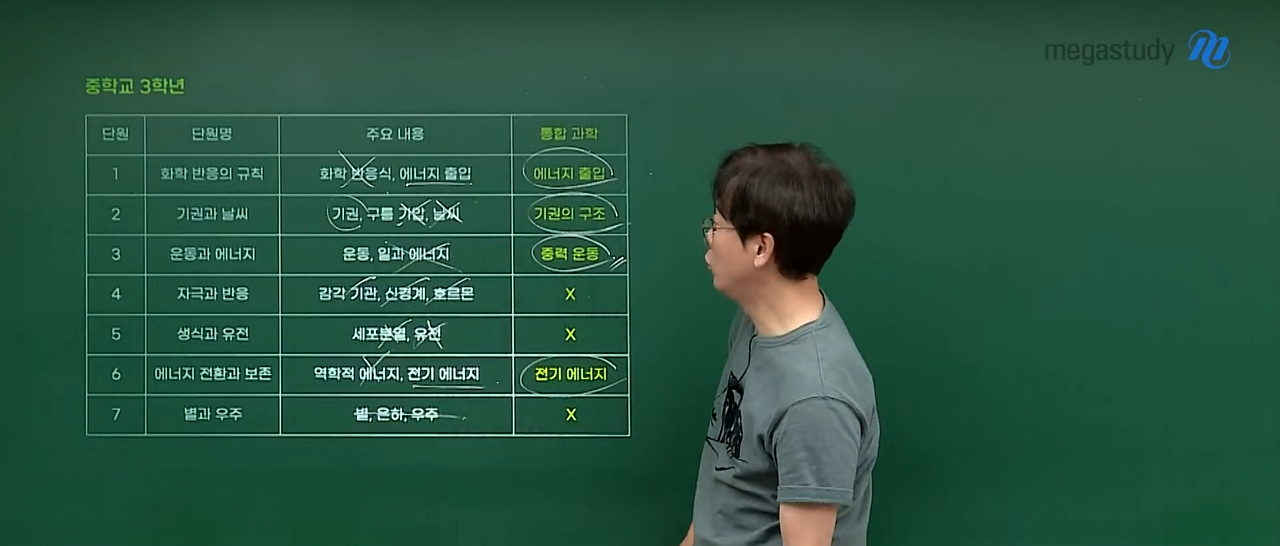 megastudy
중학교 3학년
단원 단원명 주요 내용 통합 과학
1 화학 반응의 규칙 화학 반응식, 에너지 출입 에너지 출입
2 기권과 날씨 기권, 구름 기압, 날씨 기권의 구조
3 운동과 에너지 운동, 일과 에너지 중력 운동
4 자극과 반응 감각 기관, 신경계, 호르몬 X
5 생식과 유전 세포분열, 유전 X
6 에너지 전환과 보존 역학적 에너지, 전기 에너지 전기 에너지
7 별과 우주 별, 은하, 우주 X